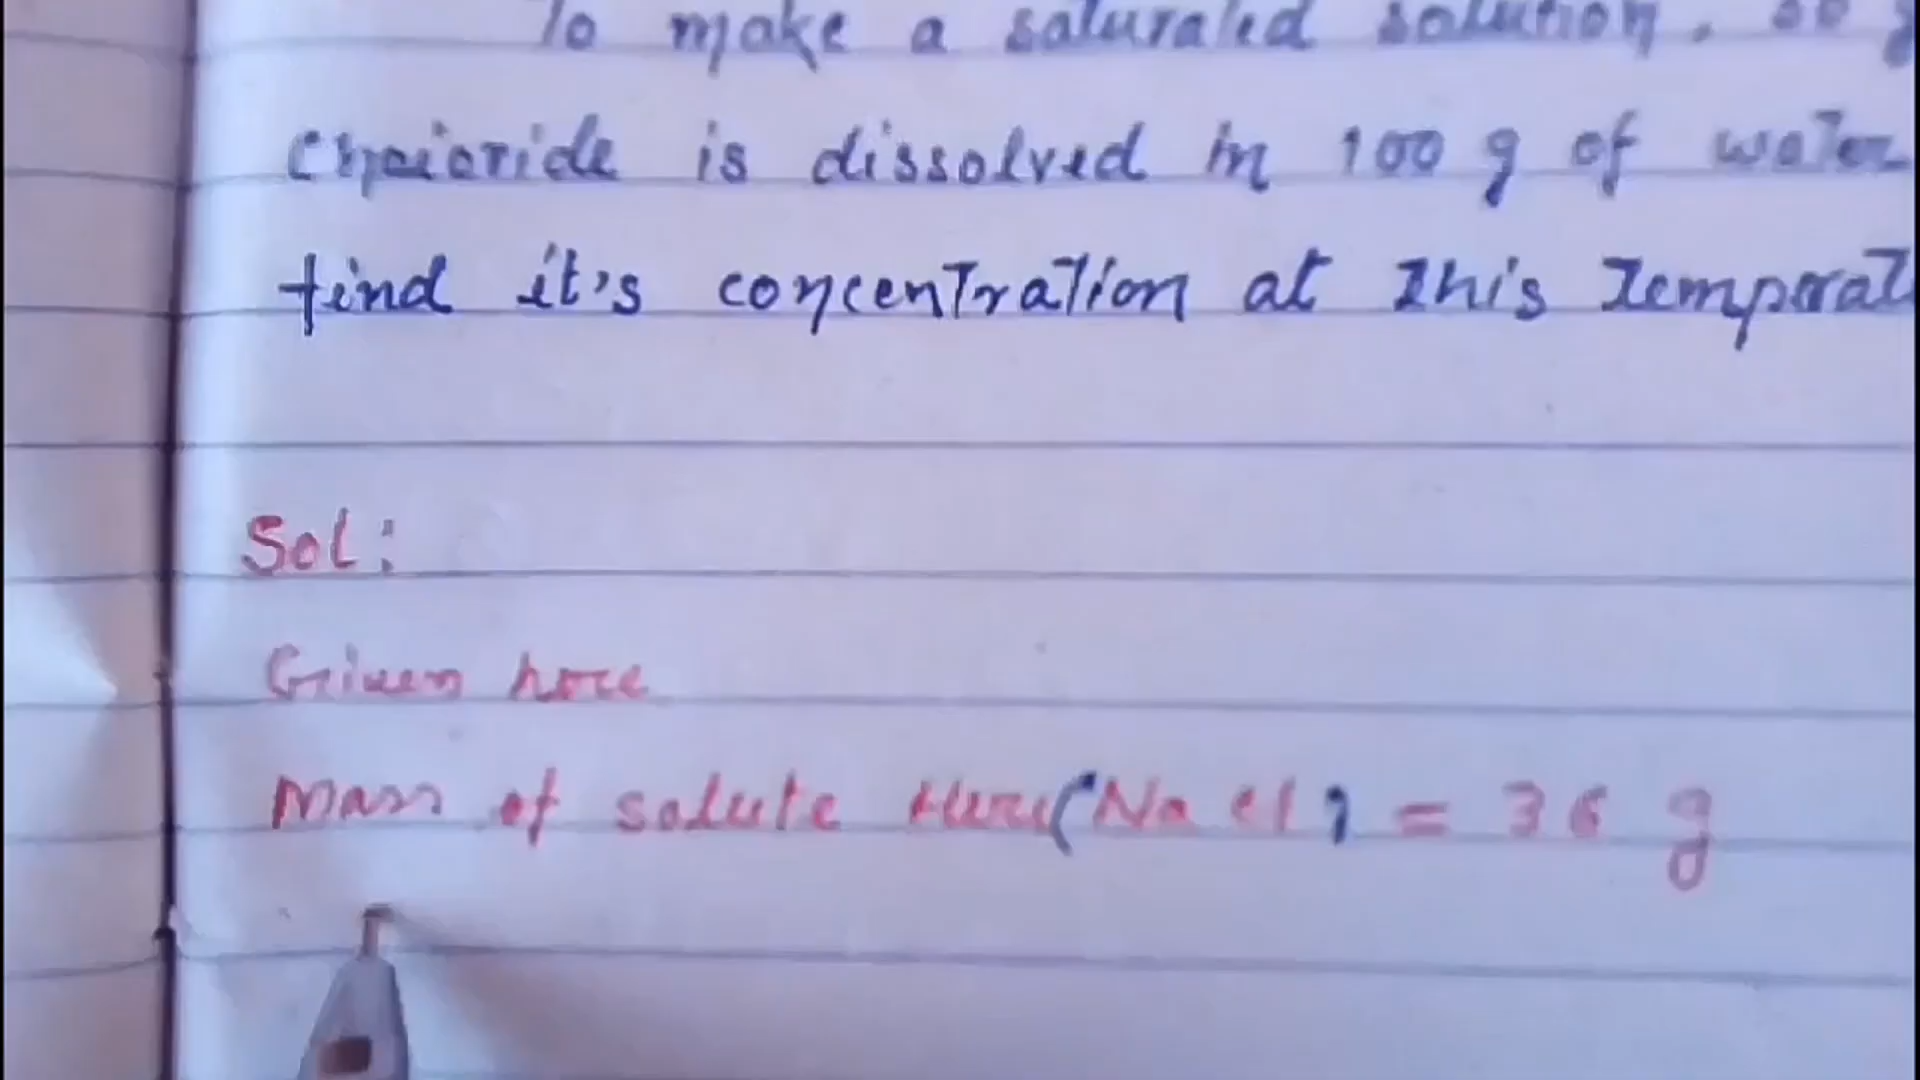 To make a saturated solution,
Chloride is dissolved in 100 g of water
find it's concentration at this temperat
Sol:
Given here
Mass of solute Here (NaCl) = 36 g